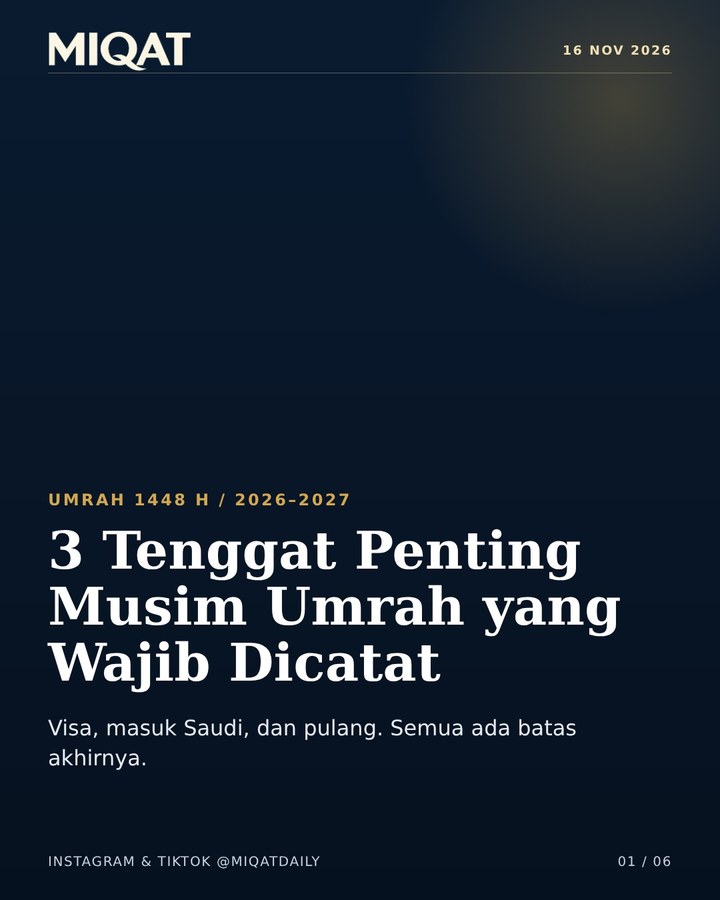 MIQAT
16 NOV 2026
UMRAH 1448 H / 2026–2027
3 Tenggat Penting
Musim Umrah yang
Wajib Dicatat
Visa, masuk Saudi, dan pulang. Semua ada batas
akhirnya.
INSTAGRAM & TIKTOK @MIQATDAILY
01 / 06